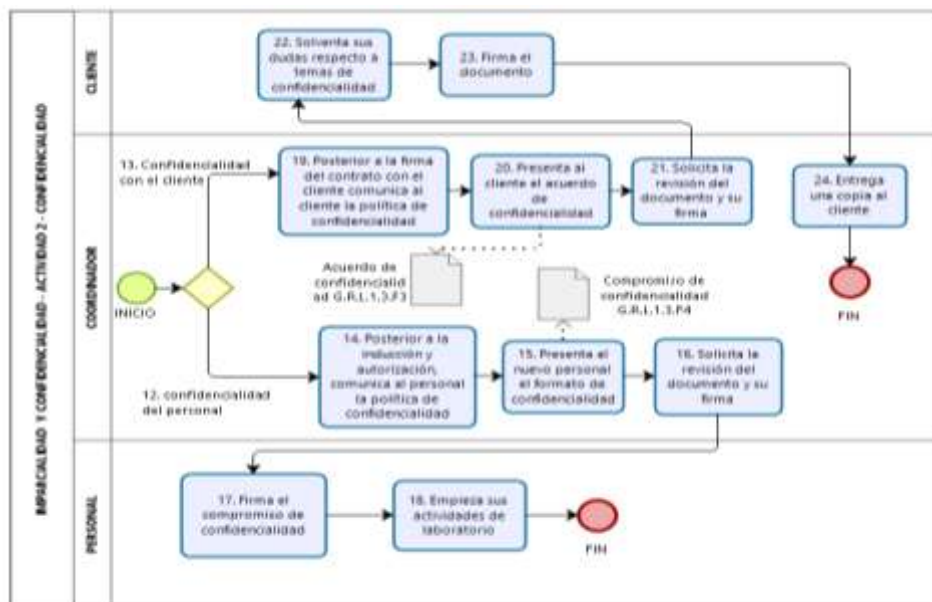 IMPARCIALIDAD Y CONFIDENCIALIDAD - ACTIVIDAD 2 - CONFIDENCIALIDAD
CLIENTE
22. Solventa sus
dudas respecto a
temas de
confidencialidad
23. Firma el
documento
COORDINADOR
13. Confidencialidad
con el cliente
19. Posterior a la firma
del contrato con el
cliente comunica al
cliente la política de
confidencialidad
20. Presenta al
cliente el acuerdo
de
confidencialidad
21. Solicita la
revisión del
documento y su
firma
24. Entrega
una copia al
cliente
INICIO
Acuerdo de
confidenciali
ad G.R.L.1.3.F3
Compromizo de
confidencialidad
G.R.L.1.3.F4
FIN
12. confidencialidad
del personal
14. Posterior a la
inducción y
autorización,
comunica al personal
la política de
confidencialidad
15. Presenta el
nuevo personal
el formato de
confidencialidad
16. Solicita la
revisión del
documento y su
firma
PERSONAL
17. Firma el
compromiso de
confidencialidad
18. Empresa sus
actividades de
laboratorio
FIN